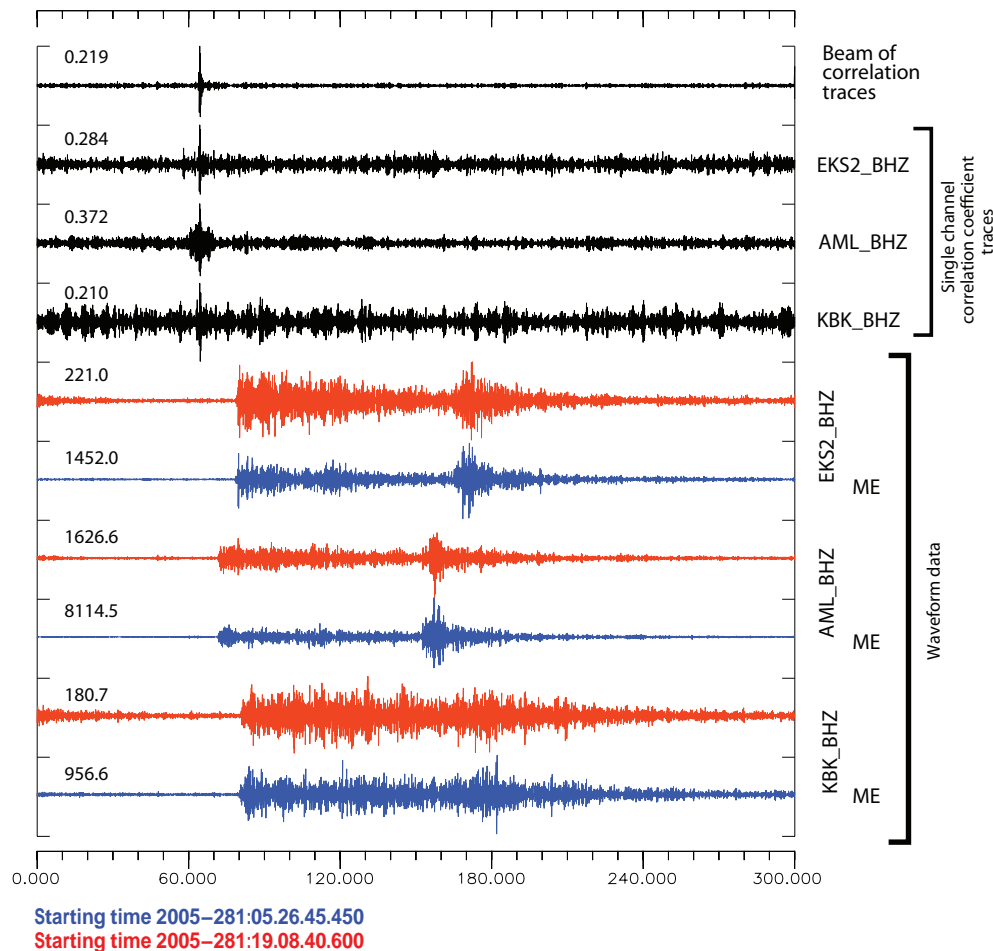 0.219
Beam of
correlation
traces
0.284
EKS2_BHZ
0.372
AML_BHZ
0.210
KBK_BHZ
Single channel
correlation coefficient
traces
221.0
EKS2_BHZ
1452.0
ME
1626.6
AML_BHZ
8114.5
ME
180.7
KBK_BHZ
956.6
ME
Waveform data
0.000 60.000 120.000 180.000 240.000 300.000
Starting time 2005–281:05.26.45.450
Starting time 2005–281:19.08.40.600